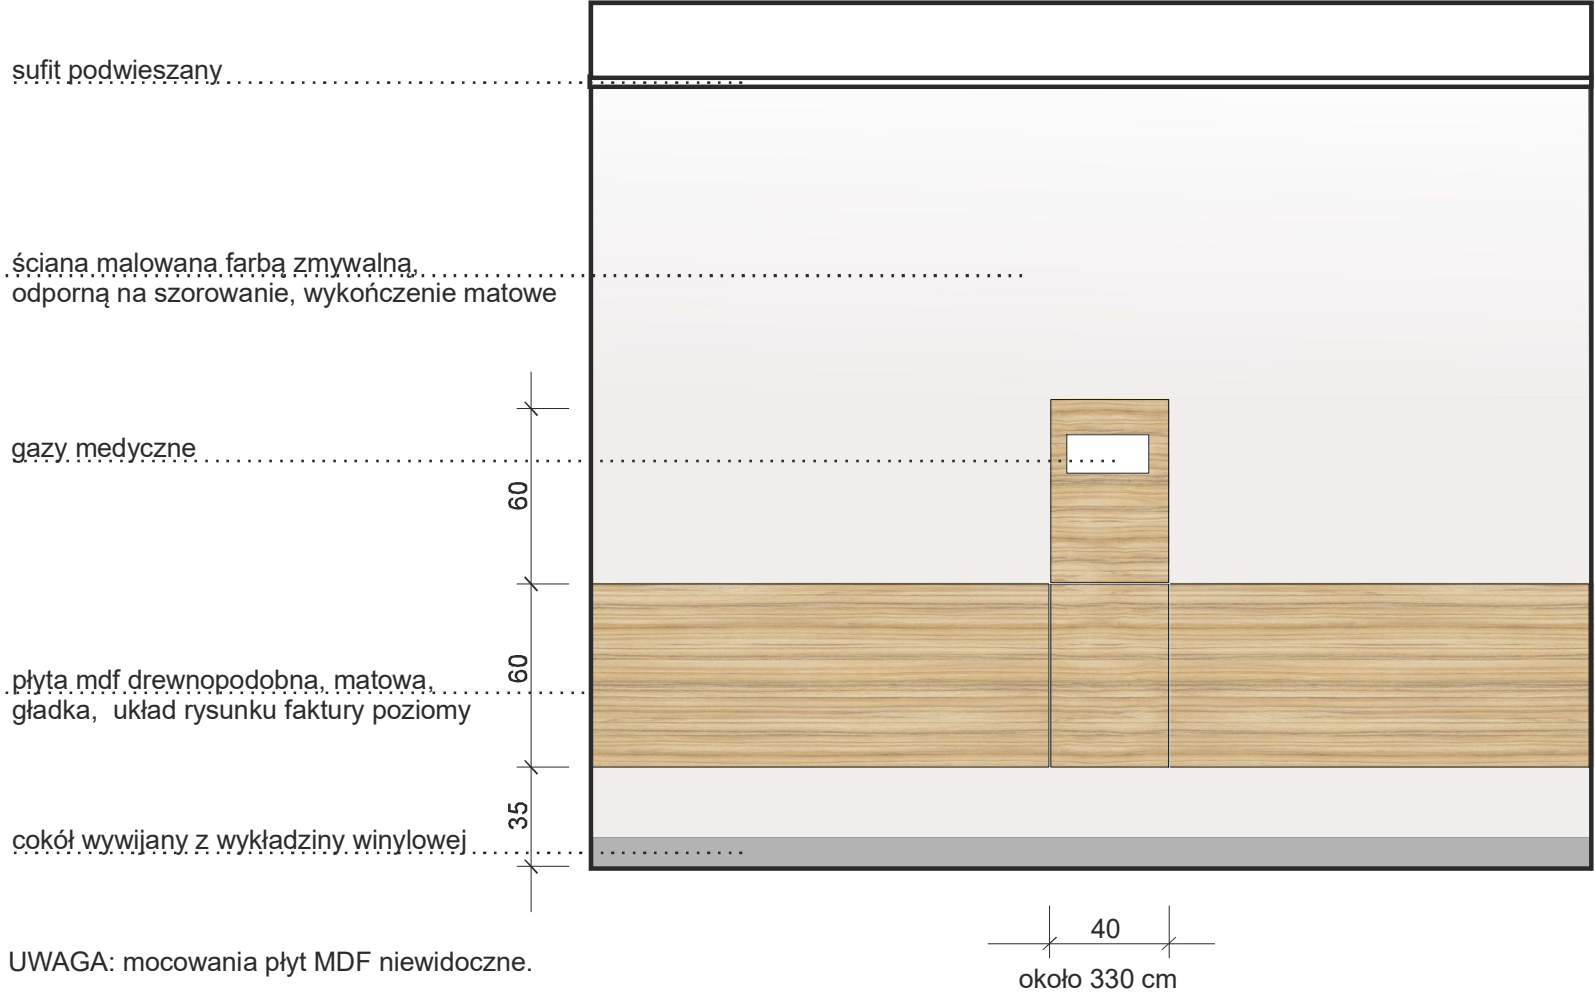 sufit podwieszany
ściana malowana farbą zmywalną,
odporną na szorowanie, wykończenie matowe
gazy medyczne
60
płyta mdf drewnopodobna, matowa,
gładka,  układ rysunku faktury poziomy
60
35
cokół wywijany z wykładziny winylowej
40
około 330 cm
UWAGA: mocowania płyt MDF niewidoczne.